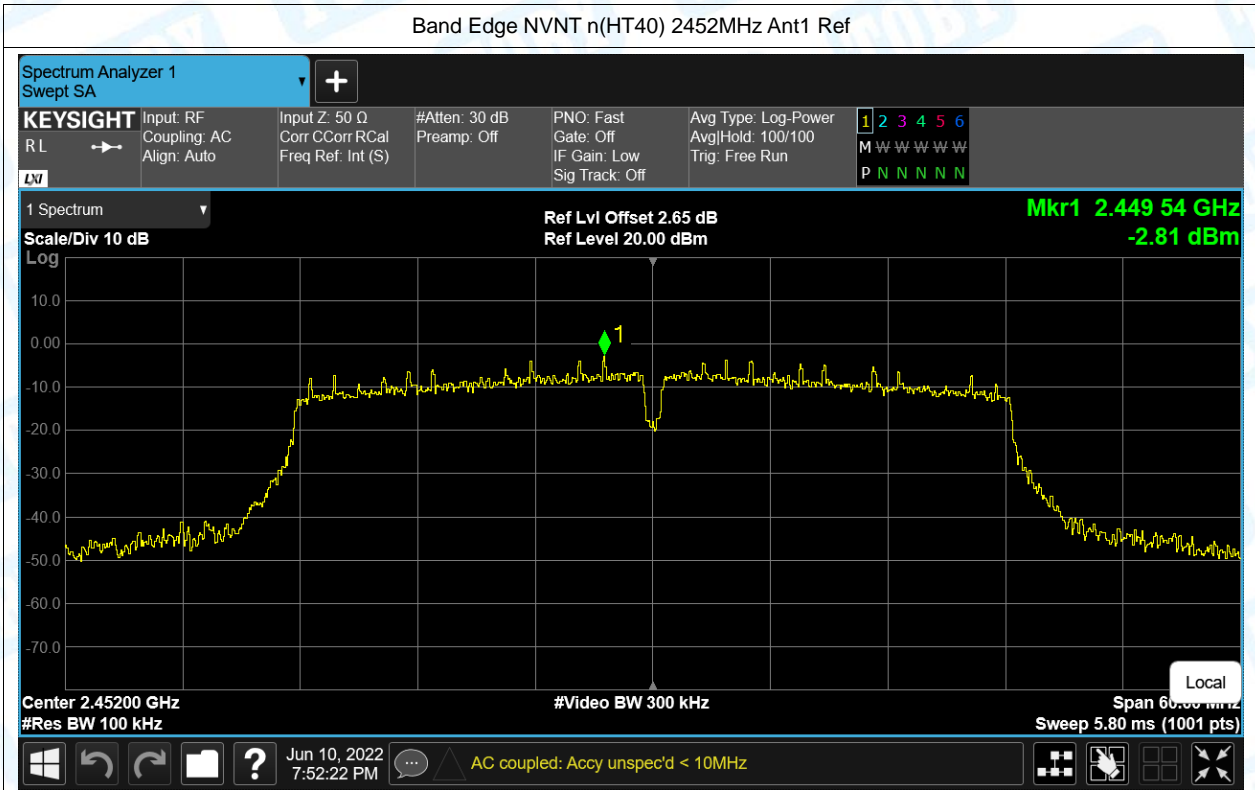 Band Edge NVNT n(HT40) 2452MHz Ant1 Ref
Spectrum Analyzer 1
Swept SA
+
KEYSIGHT
R L
LXI
Input: RF
Coupling: AC
Align: Auto
Input Z: 50 Ω
Corr CCorr RCal
Freq Ref: Int (S)
#Atten: 30 dB
Preamp: Off
PNO: Fast
Gate: Off
IF Gain: Low
Sig Track: Off
Avg Type: Log-Power
Avg|Hold: 100/100
Trig: Free Run
1 2 3 4 5 6
M W W W W W
P N N N N N
1 Spectrum
Scale/Div 10 dB
Ref Lvl Offset 2.65 dB
Ref Level 20.00 dBm
Mkr1 2.449 54 GHz
-2.81 dBm
Log
10.0
0.00
-10.0
-20.0
-30.0
-40.0
-50.0
-60.0
-70.0
1
Center 2.45200 GHz
#Res BW 100 kHz
#Video BW 300 kHz
Span 60.00 MHz
Sweep 5.80 ms (1001 pts)
Local
?
Jun 10, 2022
7:52:22 PM
AC coupled: Accy unspec'd < 10MHz